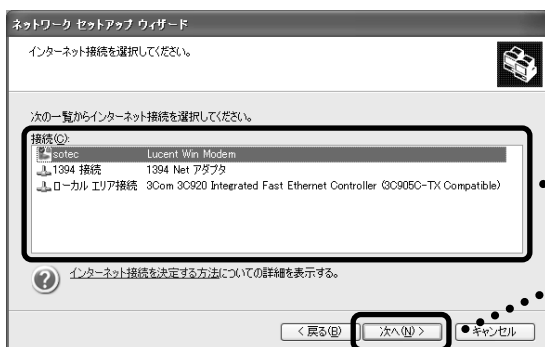 ネットワーク セットアップ ウィザード
インターネット接続を選択してください。
次の一覧からインターネット接続を選択してください。
接続(C):
sotec Lucent Win Modem
1394 接続 1394 Net アダプタ
ローカル エリア接続 3Com 3C920 Integrated Fast Ethernet Controller (3C905C-TX Compatible)
インターネット接続を決定する方法についての詳細を表示する。
< 戻る(B) 次へ(N) > キャンセル